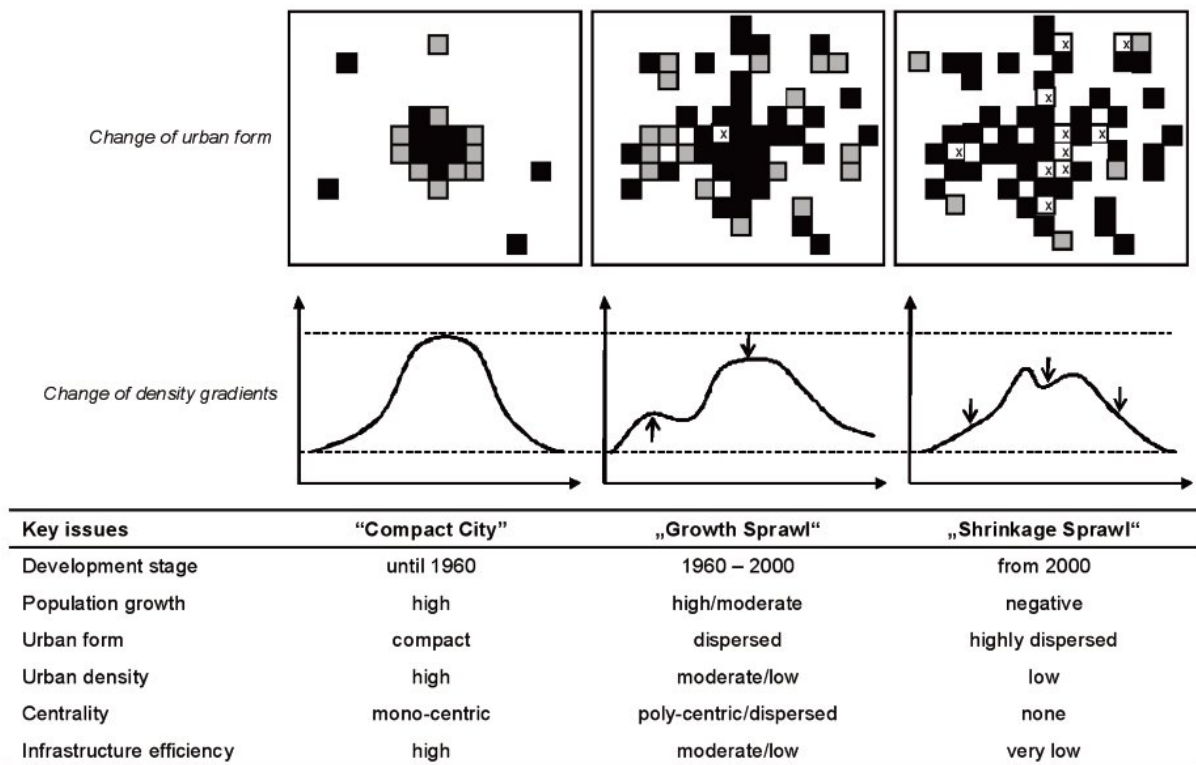 Change of urban form
x
x
x
x
x
x
x
x
x
x
x
x
Change of density gradients
Key issues “Compact City” „Growth Sprawl“ „Shrinkage Sprawl“
Development stage until 1960 1960 – 2000 from 2000
Population growth high high/moderate negative
Urban form compact dispersed highly dispersed
Urban density high moderate/low low
Centrality mono-centric poly-centric/dispersed none
Infrastructure efficiency high moderate/low very low